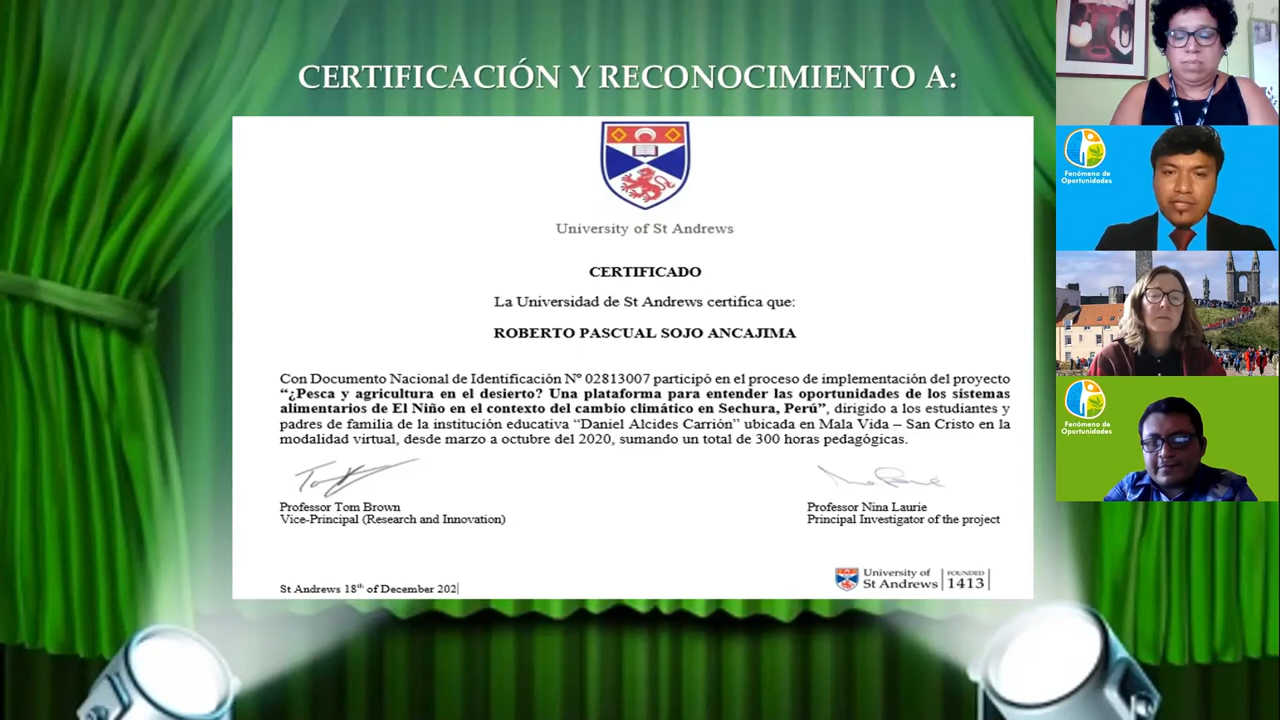 CERTIFICACIÓN Y RECONOCIMIENTO A:
University of St Andrews
CERTIFICADO
La Universidad de St Andrews certifica que:
ROBERTO PASCUAL SOJO ANCAJIMA
Con Documento Nacional de Identificación Nº 02813007 participó en el proceso de implementación del proyecto
“¿Pesca y agricultura en el desierto? Una plataforma para entender las oportunidades de los sistemas
alimentarios de El Niño en el contexto del cambio climático en Sechura, Perú”, dirigido a los estudiantes y
padres de familia de la institución educativa “Daniel Alcides Carrión” ubicada en Mala Vida – San Cristo en la
modalidad virtual, desde marzo a octubre del 2020, sumando un total de 300 horas pedagógicas.
Professor Tom Brown
Vice-Principal (Research and Innovation)
Professor Nina Laurie
Principal Investigator of the project
St Andrews 18th of December 202
University of
St Andrews
FOUNDED
1413
Fenómeno de
Oportunidades
Fenómeno de
Oportunidades